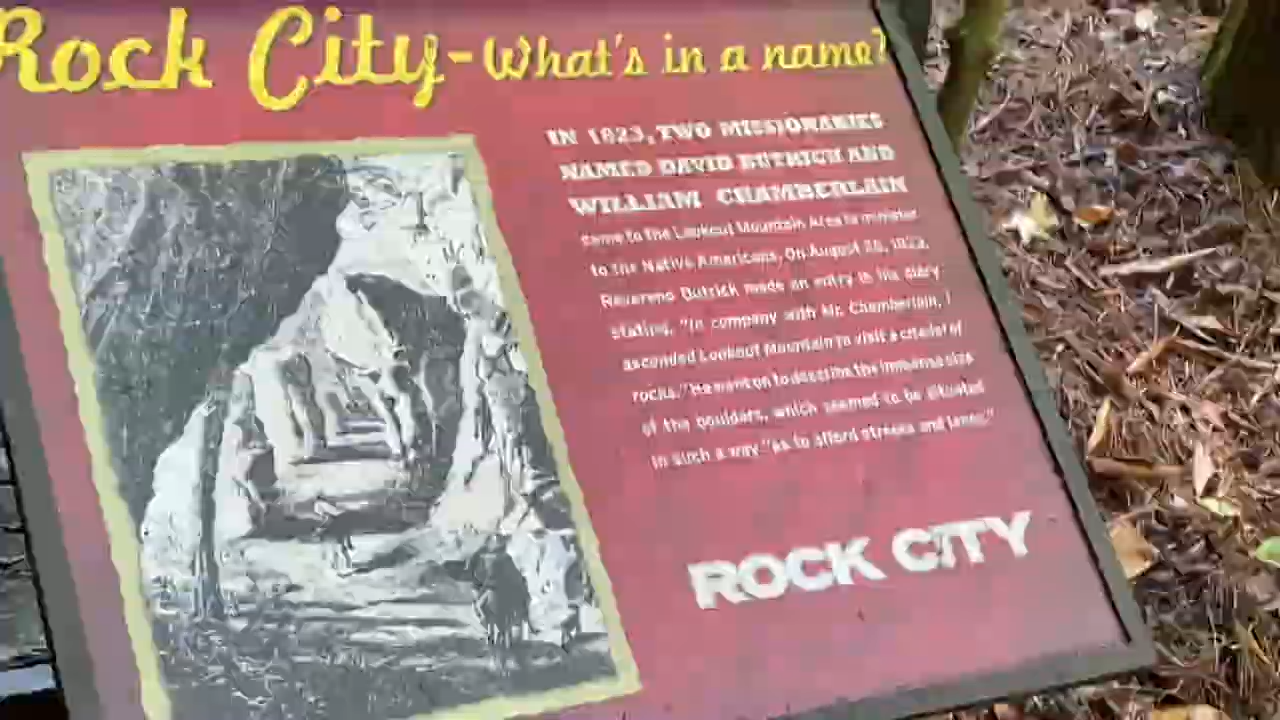 Rock City-What's in a name?
IN 1823, TWO MISSIONARIES
NAMED DAVID BUTRICK AND
WILLIAM CHAMBERLAIN
came to the Lookout Mountain Area to minister
to the Native Americans. On August 28, 1823,
Reverend Butrick made an entry in his diary
stating, "In company with Mr. Chamberlain, I
ascended Lookout Mountain to visit a citadel of
rocks." He went on to describe the immense size
of the boulders, which seemed to be situated
in such a way "as to afford streets and lanes."
ROCK CITY